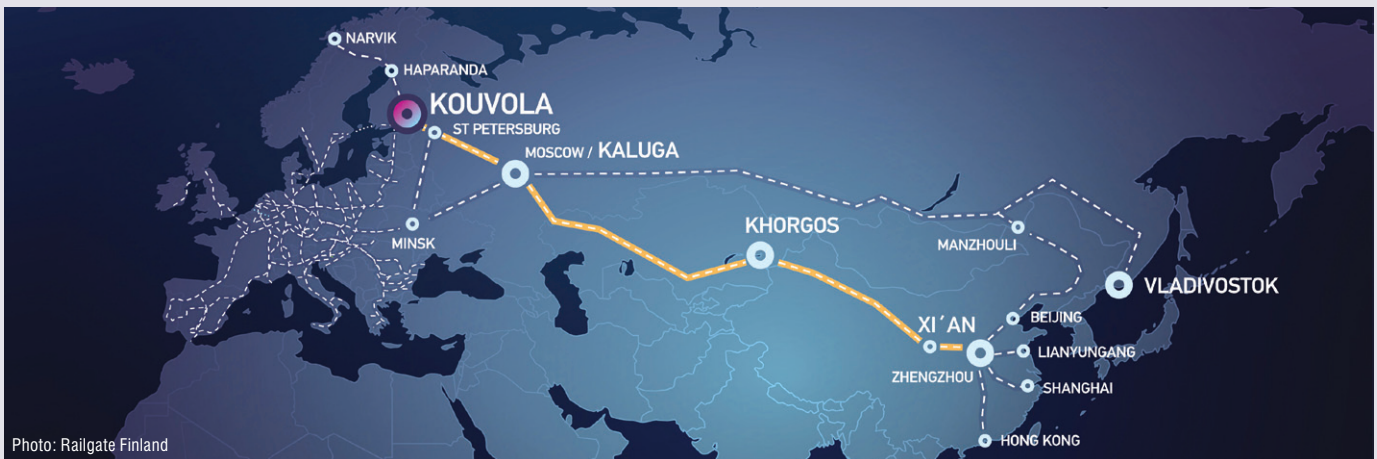 NARVIK
HAPARANDA
KOUVOLA
ST PETERSBURG
MOSCOW / KALUGA
MINSK
KHORGOS
MANZHOULI
VLADIVOSTOK
XI´AN
BEIJING
LIANYUNGANG
ZHENGZHOU
SHANGHAI
HONG KONG
Photo: Railgate Finland